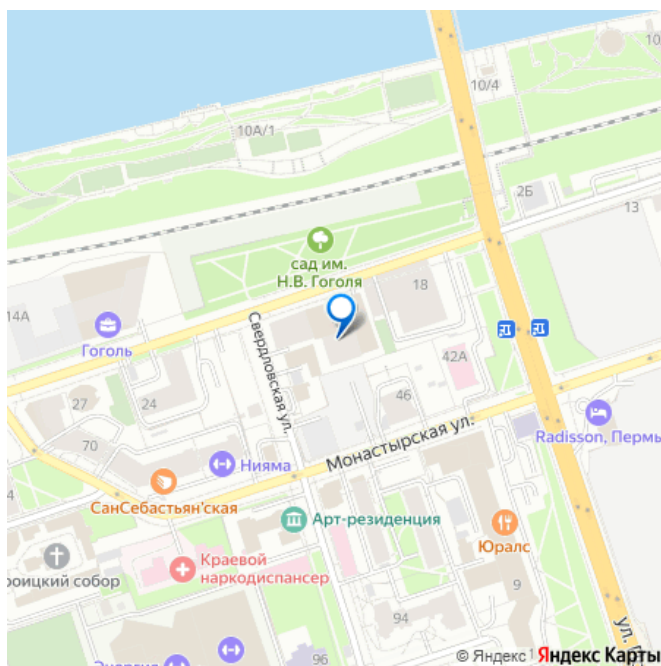 10
10/4
10А/1
2Б
13
сад им.
Н.В. Гоголя
18
14А
Гоголь
Свердловская ул.
42А
27
24
46
70
Монастырская ул.
Radisson, Пермь
Нияма
СанСебастьян'ская
Арт-резиденция
Юралс
Краевой
наркодиспансер
роицкий собор
9
94
96
ул.
© Яндекс
Яндекс Карты